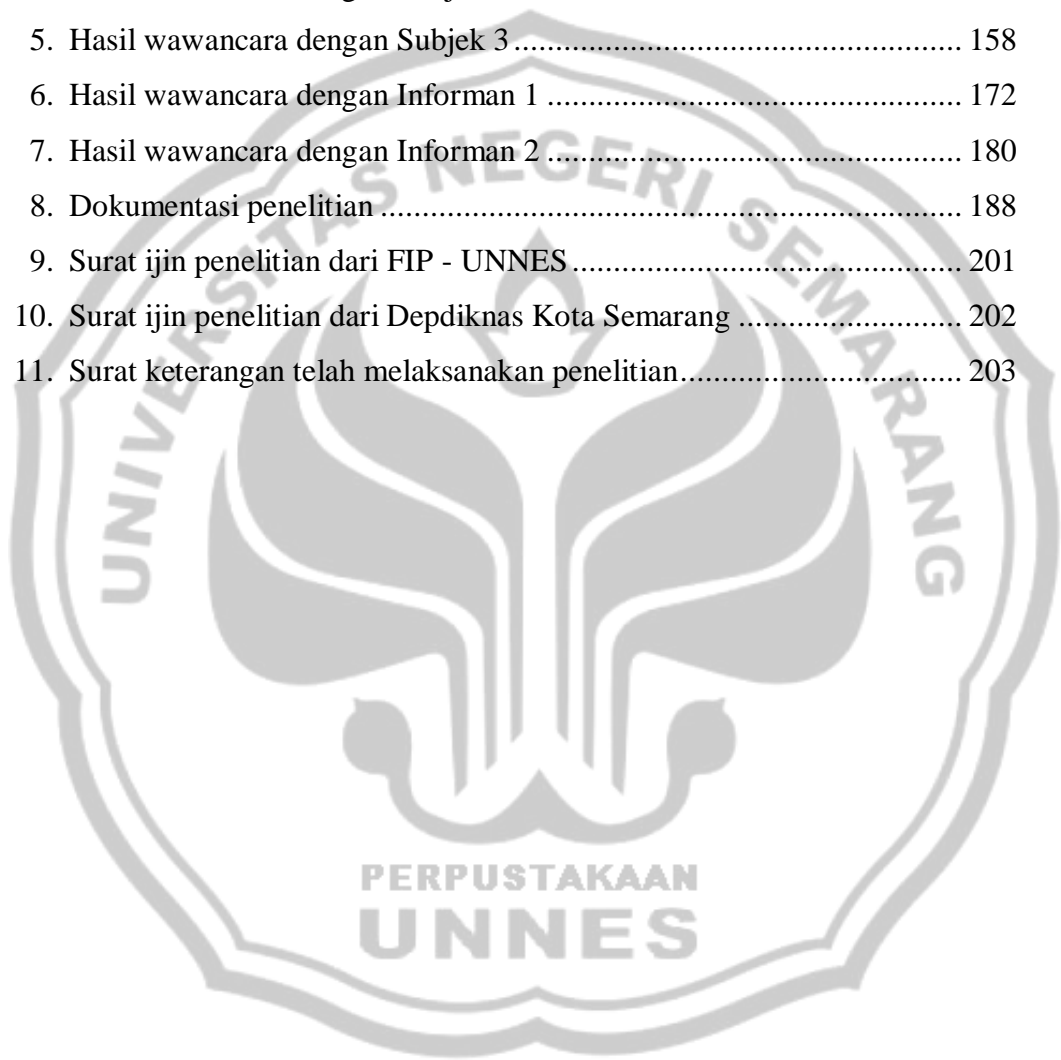 5. Hasil wawancara dengan Subjek 3 ...................................................... 158
6. Hasil wawancara dengan Informan 1 .................................................. 172
7. Hasil wawancara dengan Informan 2 .................................................. 180
8. Dokumentasi penelitian ...................................................................... 188
9. Surat ijin penelitian dari FIP - UNNES ............................................... 201
10. Surat ijin penelitian dari Depdiknas Kota Semarang ........................... 202
11. Surat keterangan telah melaksanakan penelitian .................................. 203
UNIVERSITAS NEGERI SEMARANG
PERPUSTAKAAN
UNNES